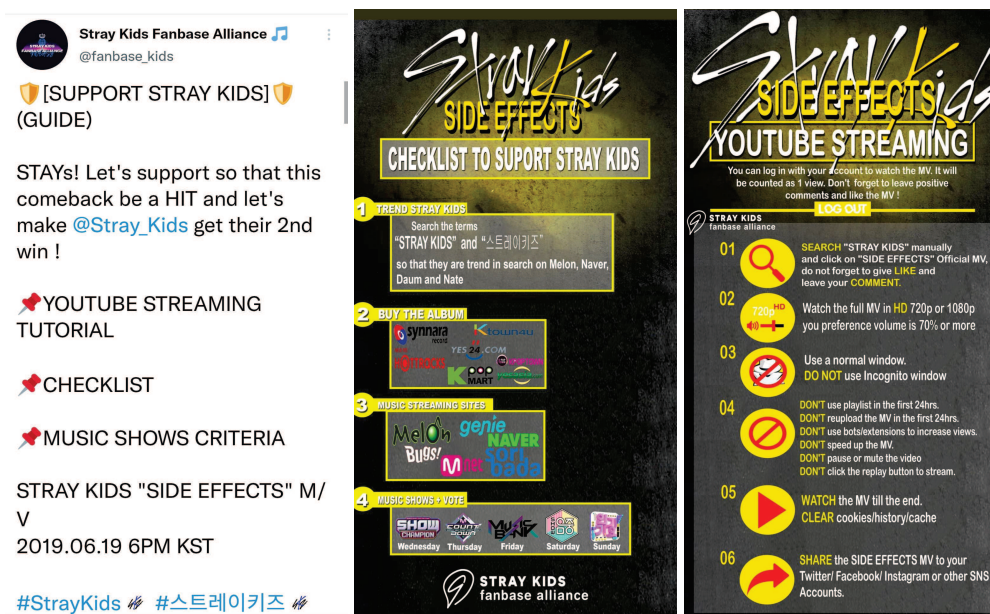 Stray Kids Fanbase Alliance 🎵
@fanbase_kids
[SUPPORT STRAY KIDS]
(GUIDE)
STAYs! Let's support so that this
comeback be a HIT and let's
make @Stray_Kids get their 2nd
win !
📌YOUTUBE STREAMING
TUTORIAL
📌CHECKLIST
📌MUSIC SHOWS CRITERIA
STRAY KIDS "SIDE EFFECTS" M/
V
2019.06.19 6PM KST
#StrayKids #스트레이키즈
Stray Kids
SIDE EFFECTS
CHECKLIST TO SUPORT STRAY KIDS
1 TREND STRAY KIDS
Search the terms
"STRAY KIDS" and "스트레이키즈"
so that they are trend in search on Melon, Naver,
Daum and Nate
2 BUY THE ALBUM
synnara
record
Ktown4u
YES24.COM
K POP
MART
3 MUSIC STREAMING SITES
Melon genie
NAVER
Bugs!
M
sori
bada
4 MUSIC SHOWS + VOTE
SHOW
CHAMPION
COUNT
DOWN
MUSIC
BANK
Wednesday Thursday Friday Saturday Sunday
STRAY KIDS
fanbase alliance
Stray Kids
SIDE EFFECTS
YOUTUBE STREAMING
You can log in with your account to watch the MV. It will
be counted as 1 view. Don't forget to leave positive
comments and like the MV !
LOG OUT
STRAY KIDS
fanbase alliance
01
SEARCH "STRAY KIDS" manually
and click on "SIDE EFFECTS" Official MV,
do not forget to give LIKE and
leave your COMMENT.
02
720p HD
Watch the full MV in HD 720p or 1080p
you preference volume is 70% or more
03
Use a normal window.
DO NOT use Incognito window
04
DON'T use playlist in the first 24hrs.
DON'T reupload the MV in the first 24hrs.
DON'T use bots/extensions to increase views.
DON'T speed up the MV.
DON'T pause or mute the video
DON'T click the replay button to stream.
05
WATCH the MV till the end.
CLEAR cookies/history/cache
06
SHARE the SIDE EFFECTS MV to your
Twitter/ Facebook/ Instagram or other SNS
Accounts.